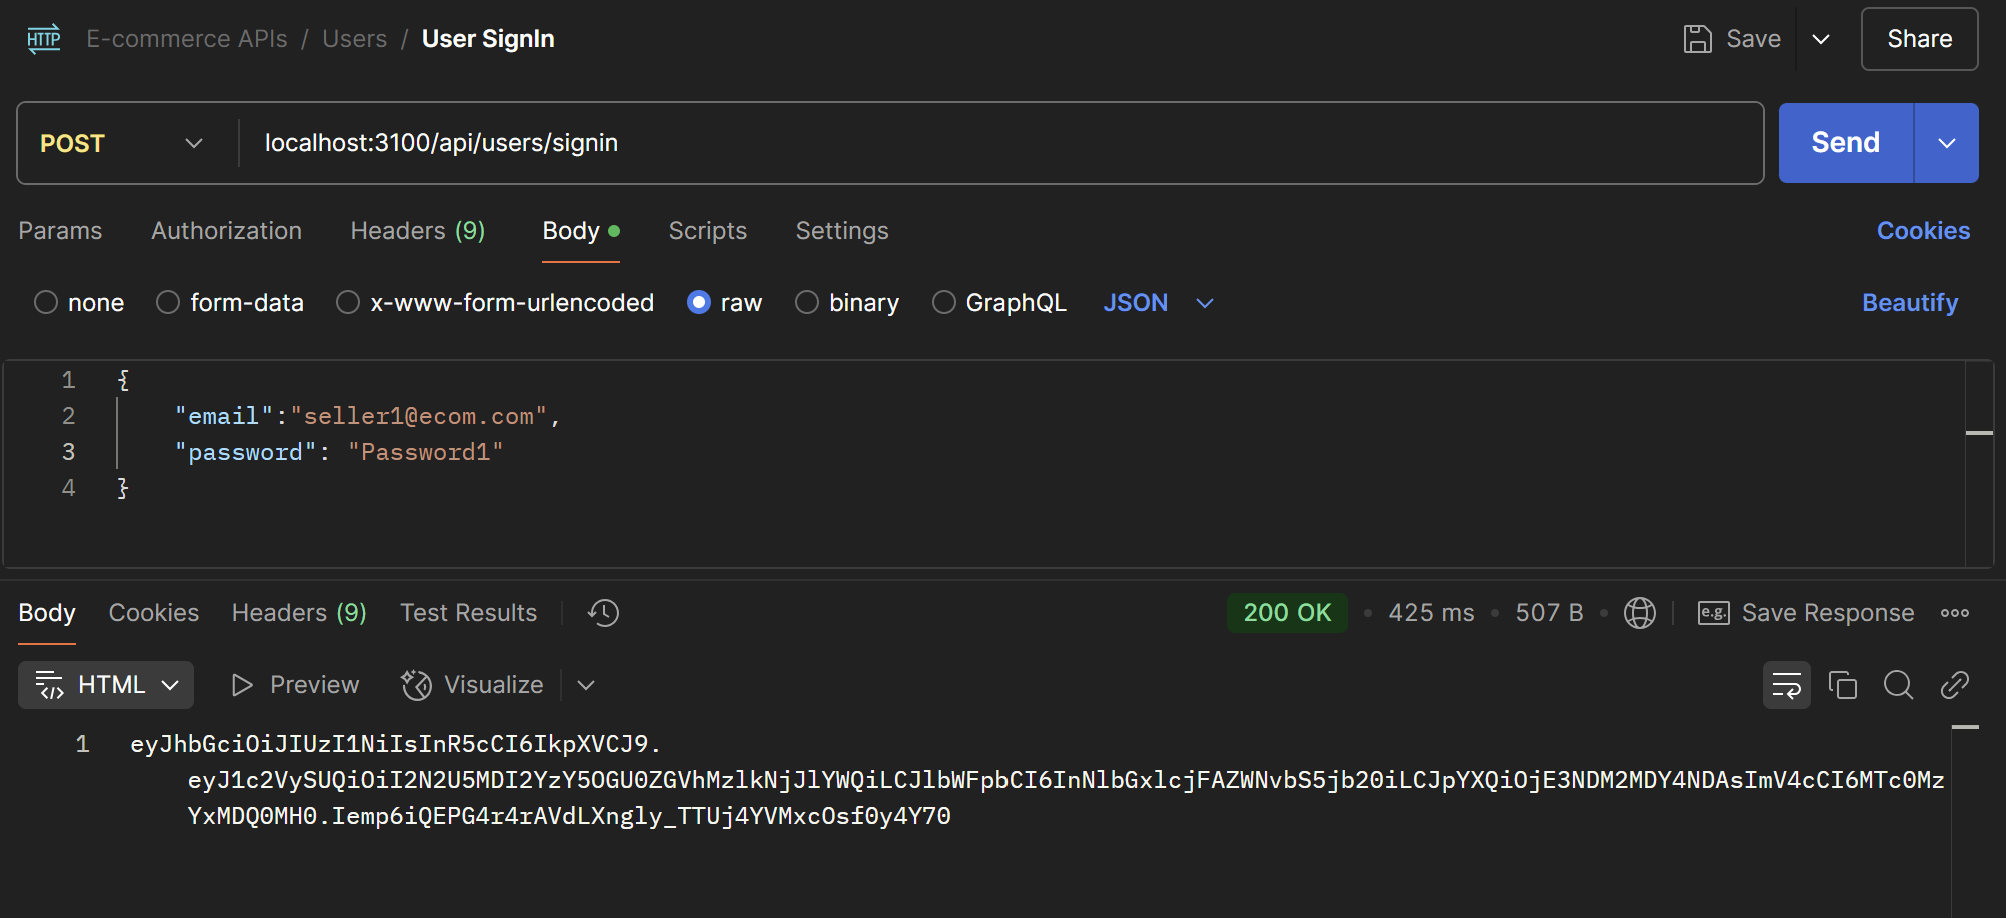 HTTP E-commerce APIs / Users / User SignIn Save Share
POST localhost:3100/api/users/signin Send
Params Authorization Headers (9) Body Scripts Settings Cookies
none form-data x-www-form-urlencoded raw binary GraphQL JSON Beautify
1 {
2 "email":"seller1@ecom.com",
3 "password": "Password1"
4 }
Body Cookies Headers (9) Test Results 200 OK • 425 ms • 507 B • e.g. Save Response
HTML Preview Visualize
1 eyJhbGciOiJIUzI1NiIsInR5cCI6IkpXVCJ9.
eyJ1c2VySUQiOiI2N2U5MDI2YzY5OGU0ZGVhMzlkNjJlYWQiLCJlbWFpbCI6InNlbGxlcjFAZWNvbS5jb20iLCJpYXQiOjE3NDM2MDY4NDAsImV4cCI6MTc0Mz
YxMDQ0MH0.Iemp6iQEPG4r4rAVdLXngly_TTUj4YVMxcOsf0y4Y70